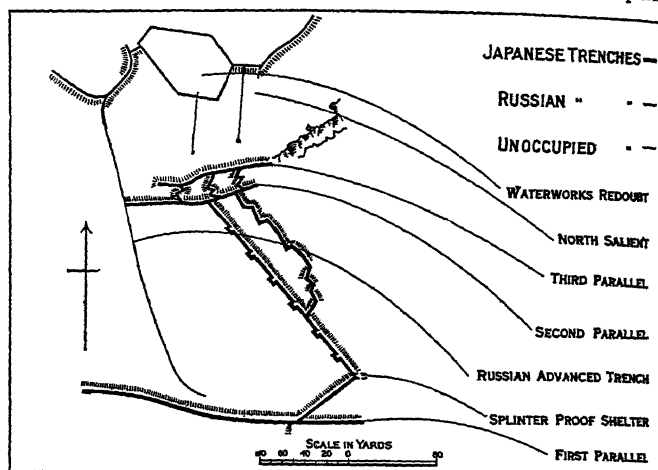 JAPANESE TRENCHES
RUSSIAN " "
UNOCCUPIED "
WATERWORKS REDOUBT
NORTH SALIENT
THIRD PARALLEL
SECOND PARALLEL
RUSSIAN ADVANCED TRENCH
SPLINTER PROOF SHELTER
FIRST PARALLEL
SCALE IN YARDS
80 60 40 20 0 80